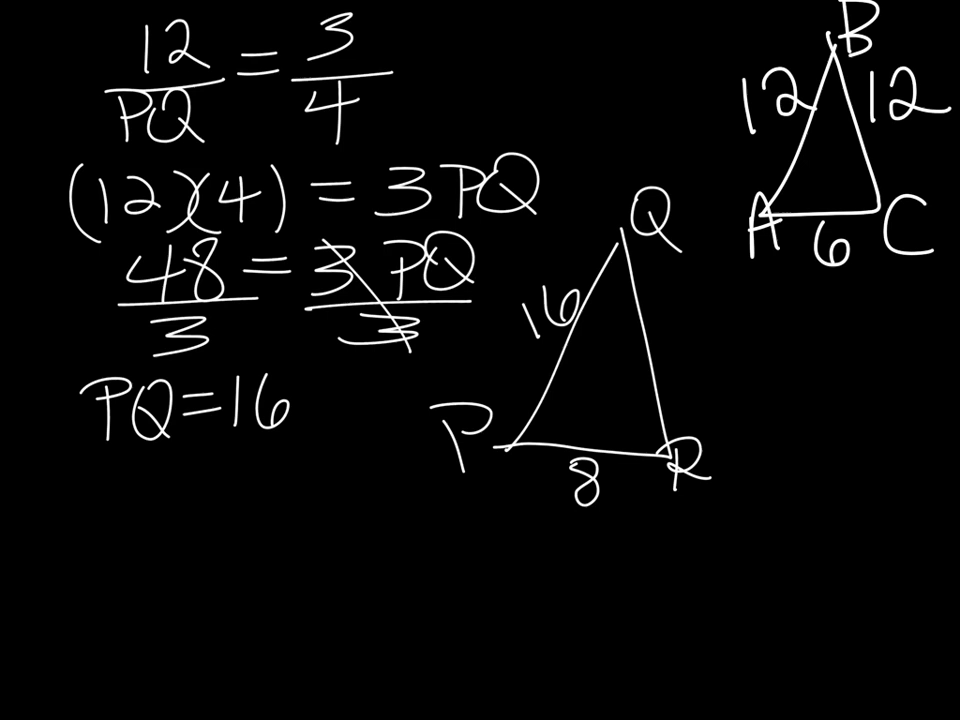 12/PQ = 3/4
(12)(4) = 3PQ
48/3 = 3PQ/3
PQ=16
B
12 12
A 6 C
Q
16
P 8 R